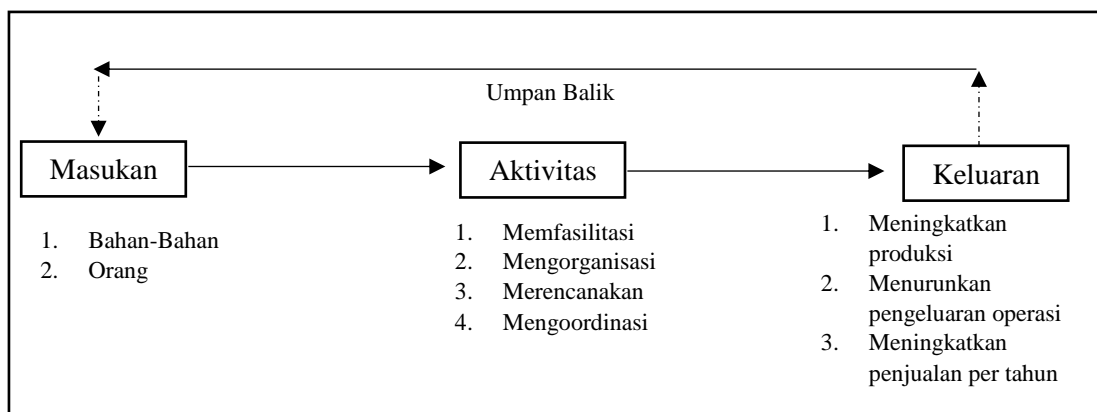 Umpan Balik
Masukan
Aktivitas
Keluaran
1. Bahan-Bahan
2. Orang
1. Memfasilitasi
2. Mengorganisasi
3. Merencanakan
4. Mengoordinasi
1. Meningkatkan
produksi
2. Menurunkan
pengeluaran operasi
3. Meningkatkan
penjualan per tahun